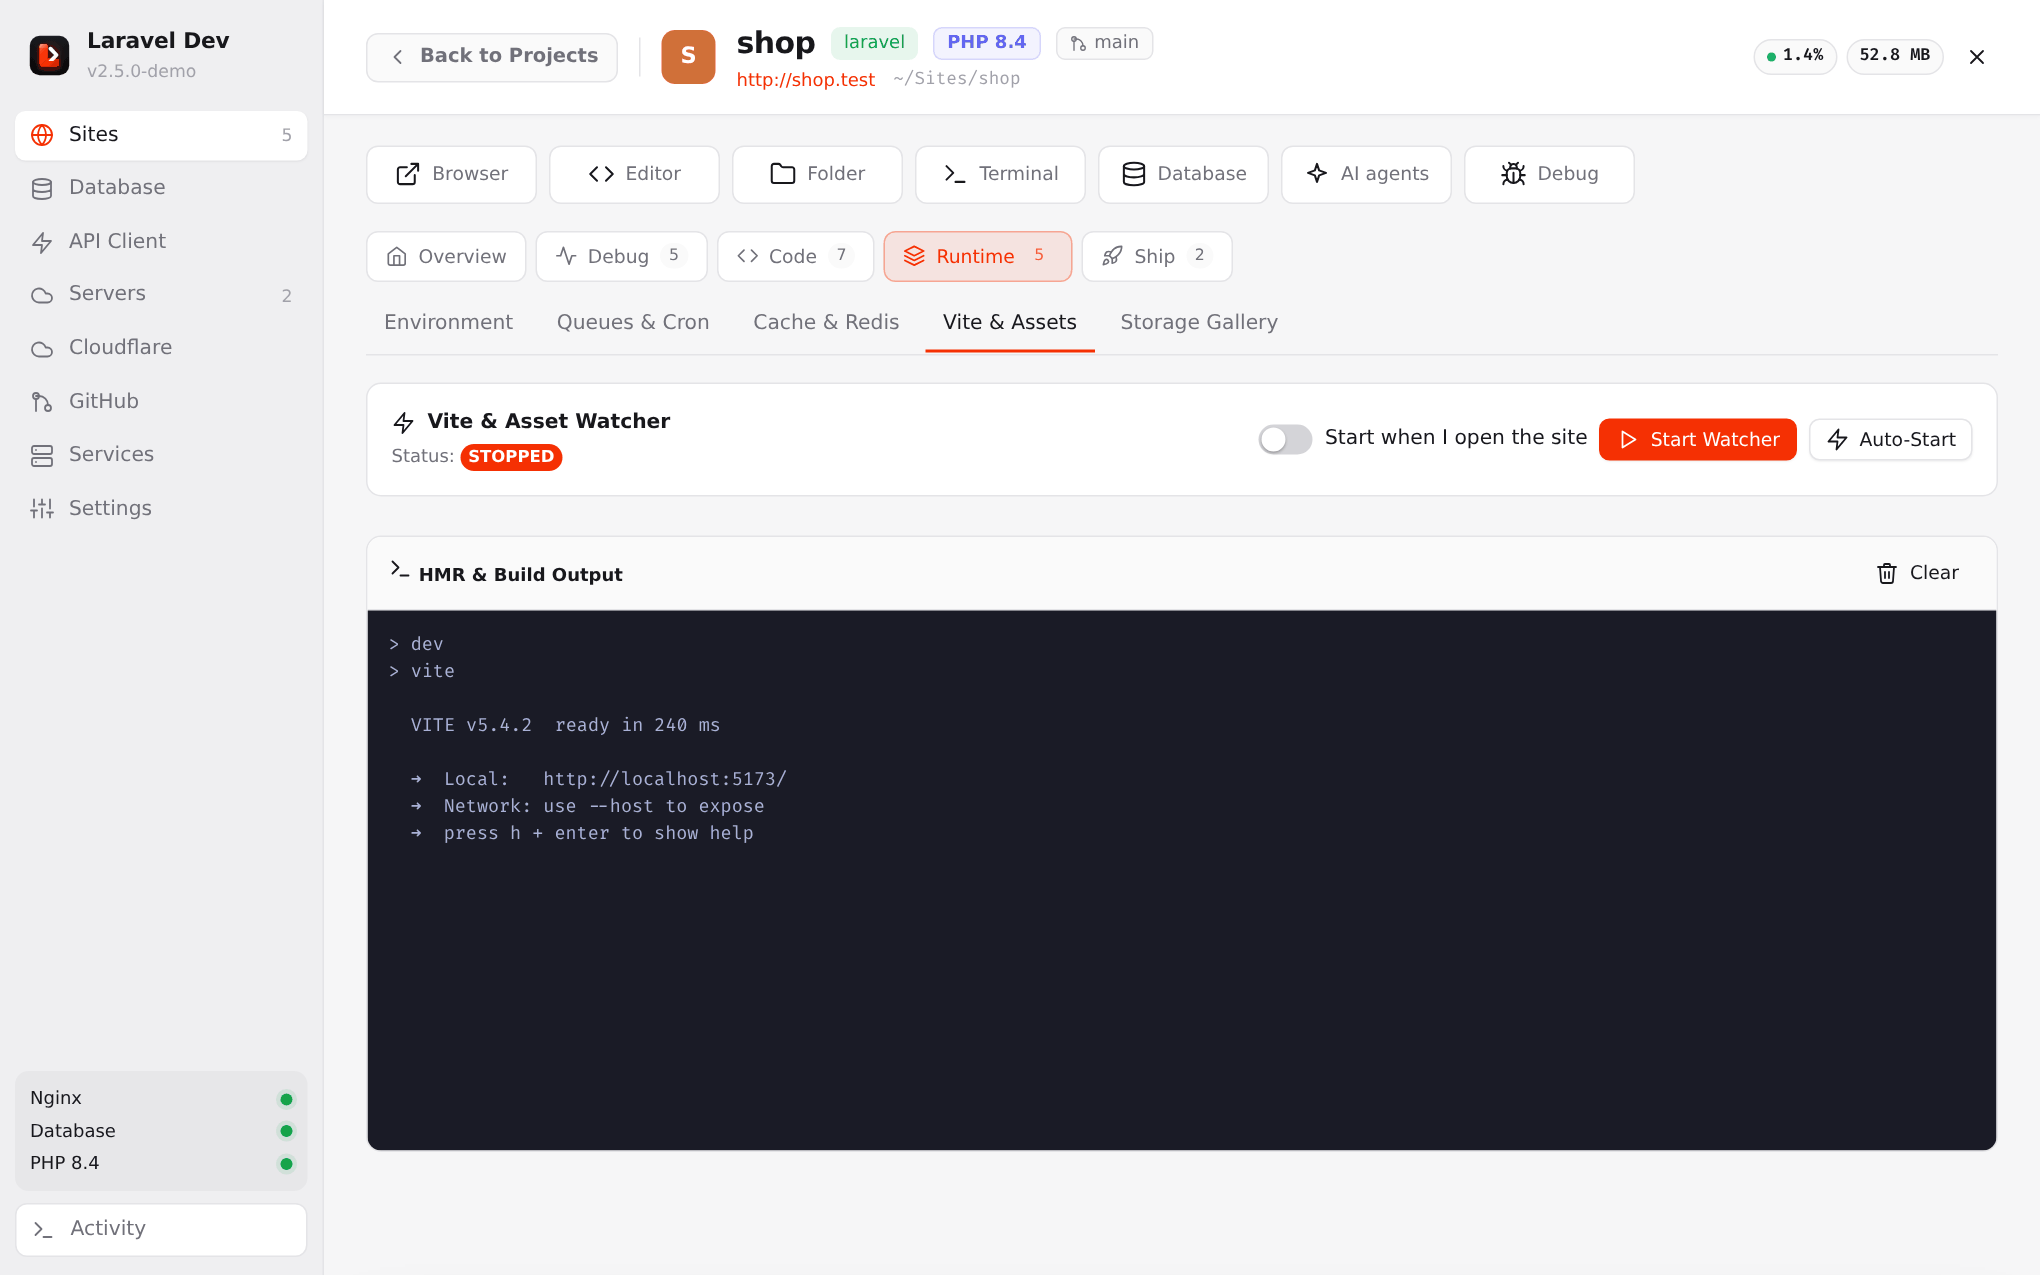 Laravel Dev
v2.5.0-demo
Sites 5
Database
API Client
Servers 2
Cloudflare
GitHub
Services
Settings
Nginx
Database
PHP 8.4
Activity
Back to Projects
S
shop laravel PHP 8.4 main
http://shop.test ~/Sites/shop
1.4% 52.8 MB
Browser Editor Folder Terminal Database AI agents Debug
Overview Debug 5 Code 7 Runtime 5 Ship 2
Environment Queues & Cron Cache & Redis Vite & Assets Storage Gallery
Vite & Asset Watcher
Status: STOPPED
Start when I open the site Start Watcher Auto-Start
HMR & Build Output Clear
> dev
> vite
VITE v5.4.2  ready in 240 ms
➜  Local:   http://localhost:5173/
➜  Network: use --host to expose
➜  press h + enter to show help